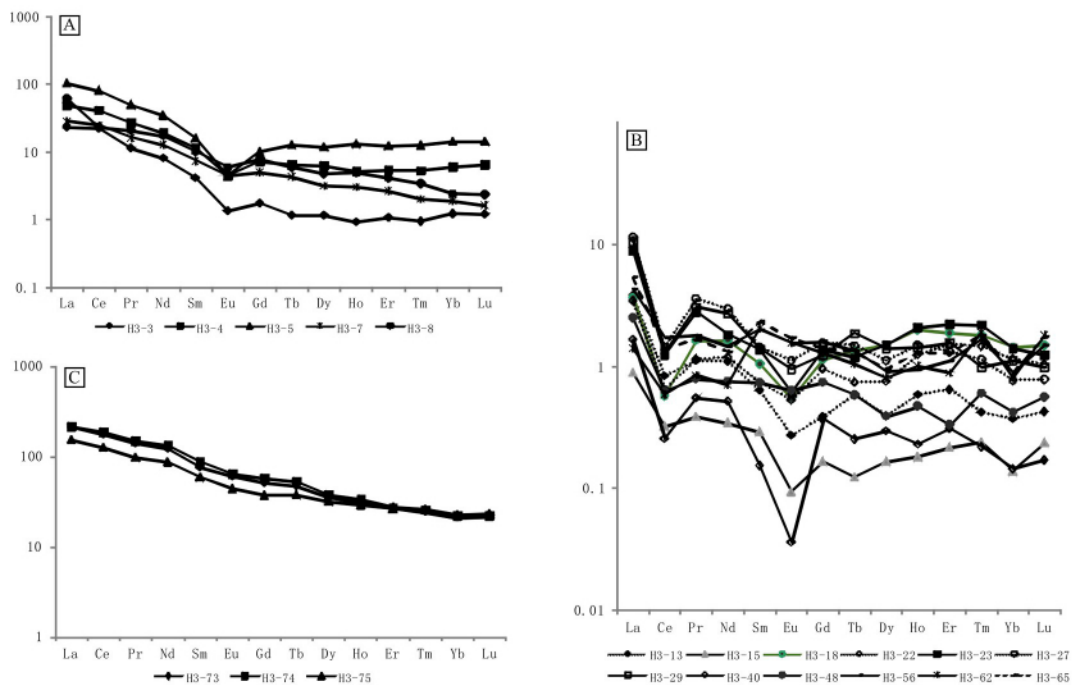 A
1000
100
10
1
0.1
La Ce Pr Nd Sm Eu Gd Tb Dy Ho Er Tm Yb Lu
H3-3 H3-4 H3-5 H3-7 H3-8
C
1000
100
10
1
La Ce Pr Nd Sm Eu Gd Tb Dy Ho Er Tm Yb Lu
H3-73 H3-74 H3-75
B
10
1
0.1
0.01
La Ce Pr Nd Sm Eu Gd Tb Dy Ho Er Tm Yb Lu
H3-13 H3-15 H3-18 H3-22 H3-23 H3-27
H3-29 H3-40 H3-48 H3-56 H3-62 H3-65